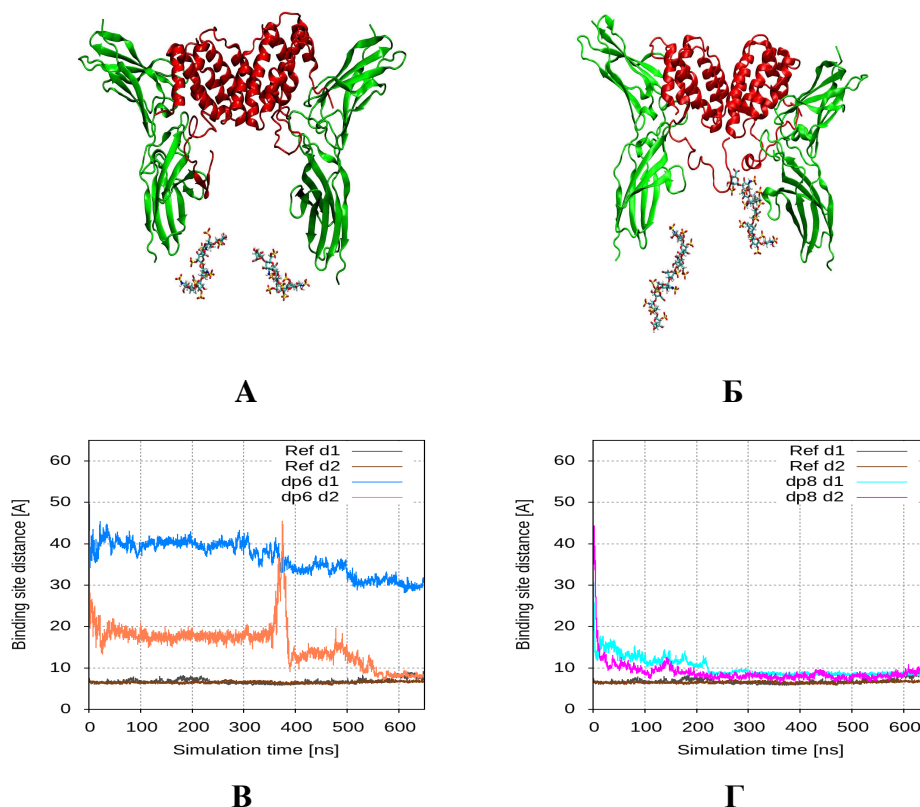 А
Б
60
50
40
30
20
10
0
Binding site distance [A]
Ref d1
Ref d2
dp6 d1
dp6 d2
0 100 200 300 400 500 600
Simulation time [ns]
В
60
50
40
30
20
10
0
Binding site distance [A]
Ref d1
Ref d2
dp8 d1
dp8 d2
0 100 200 300 400 500 600
Simulation time [ns]
Г